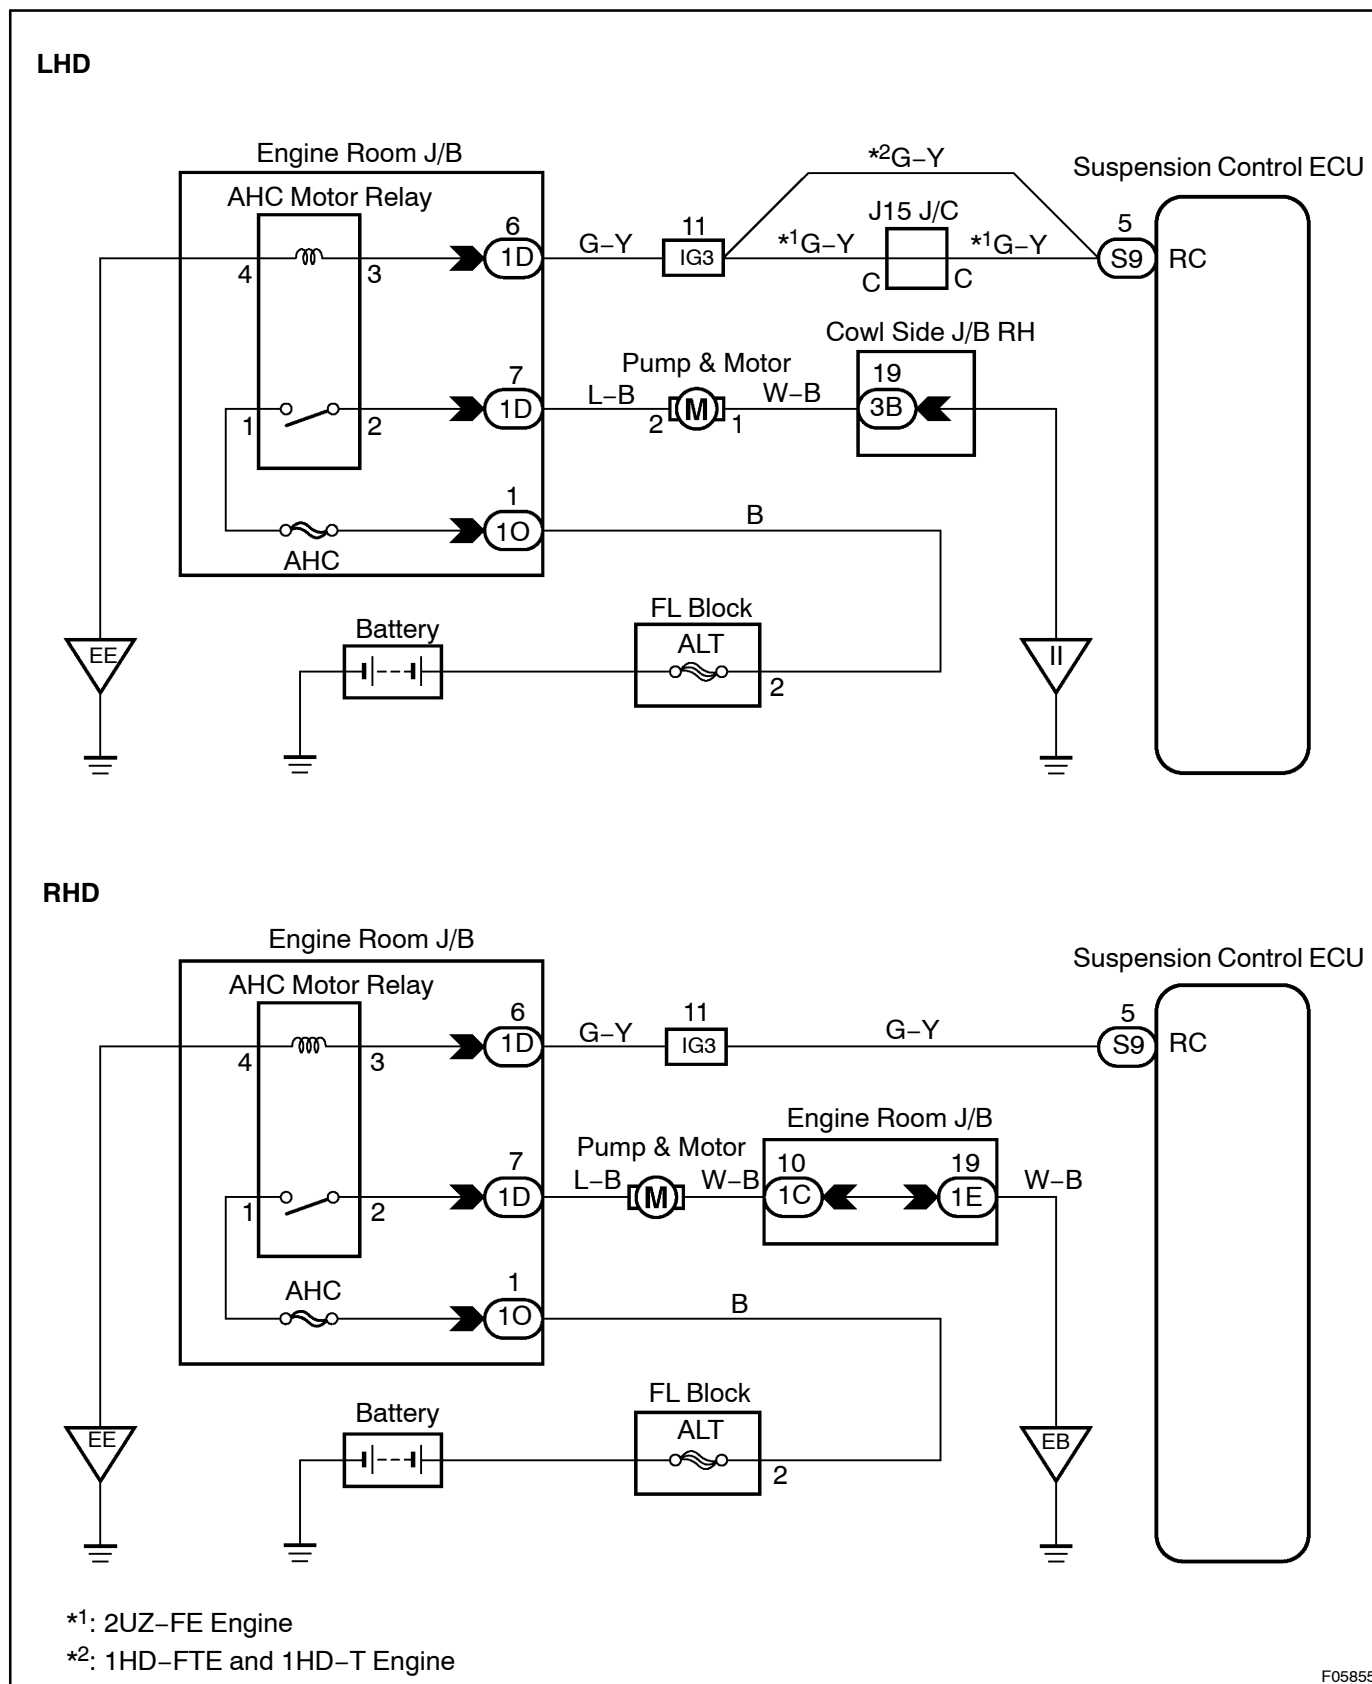 LHD
Engine Room J/B
AHC Motor Relay
4
3
6
1D
G–Y
11
IG3
*2G–Y
*1G–Y
J15 J/C
C
C
*1G–Y
Suspension Control ECU
5
S9
RC
1
2
7
1D
L–B
Pump & Motor
2
M
1
W–B
Cowl Side J/B RH
19
3B
AHC
1
1O
B
EE
Battery
FL Block
ALT
2
II
RHD
Engine Room J/B
AHC Motor Relay
4
3
6
1D
G–Y
11
IG3
G–Y
Suspension Control ECU
5
S9
RC
1
2
7
1D
L–B
Pump & Motor
M
W–B
Engine Room J/B
10
1C
19
1E
W–B
AHC
1
1O
B
EE
Battery
FL Block
ALT
2
EB
*1: 2UZ–FE Engine
*2: 1HD–FTE and 1HD–T Engine
F05855